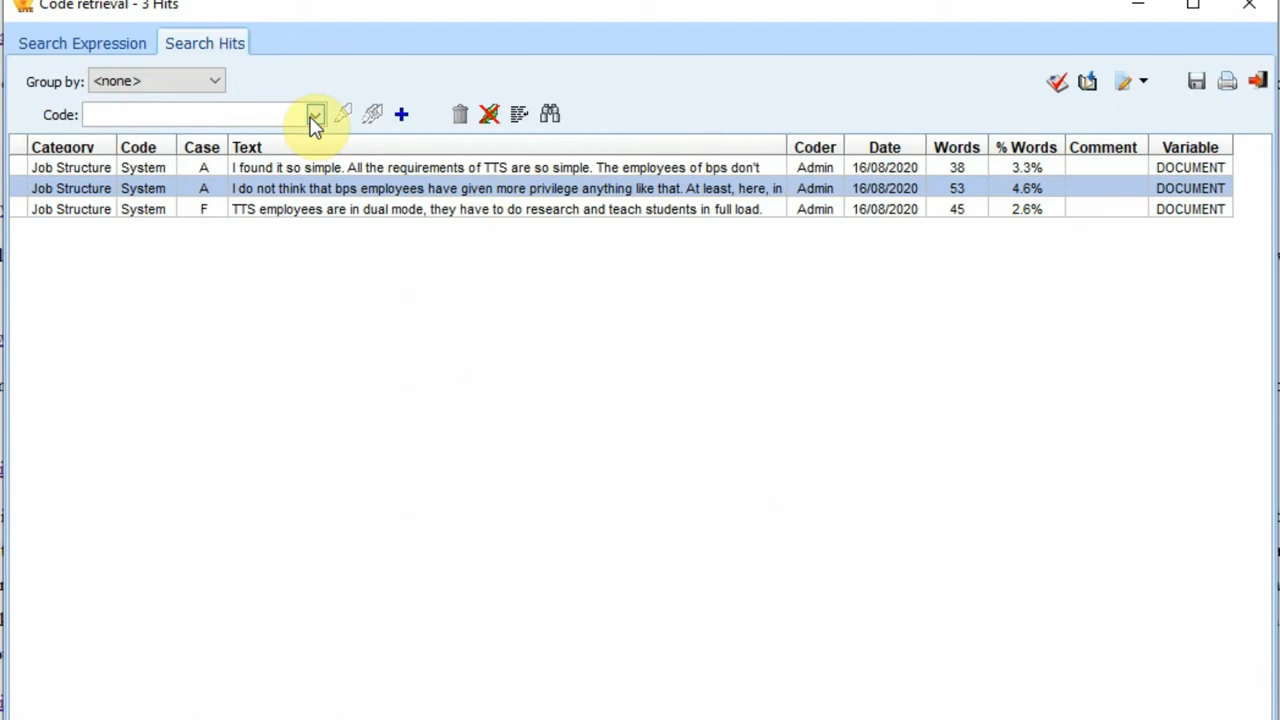 Code retrieval - 3 Hits
Search Expression Search Hits
Group by: <none>
Code:
Category Code Case Text Coder Date Words % Words Comment Variable
Job Structure System A I found it so simple. All the requirements of TTS are so simple. The employees of bps don't Admin 16/08/2020 38 3.3% DOCUMENT
Job Structure System A I do not think that bps employees have given more privilege anything like that. At least, here, in Admin 16/08/2020 53 4.6% DOCUMENT
Job Structure System F TTS employees are in dual mode, they have to do research and teach students in full load. Admin 16/08/2020 45 2.6% DOCUMENT